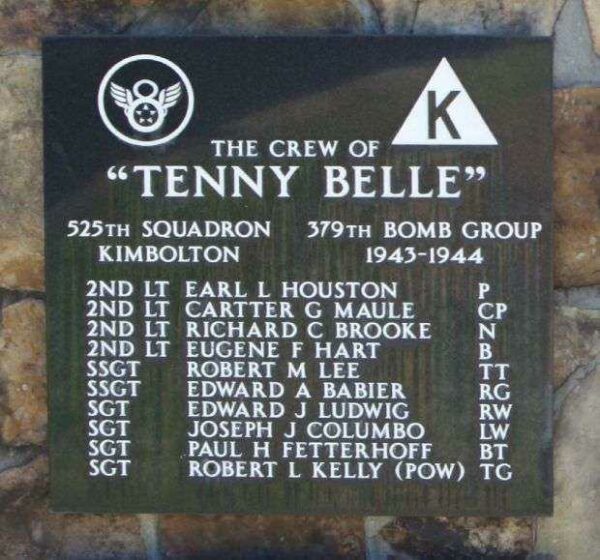 K
THE CREW OF
"TENNY BELLE"
525TH SQUADRON 379TH BOMB GROUP
KIMBOLTON 1943-1944
2ND LT EARL L HOUSTON P
2ND LT CARTTER G MAULE CP
2ND LT RICHARD C BROOKE N
2ND LT EUGENE F HART B
SSGT ROBERT M LEE TT
SSGT EDWARD A BABIER RG
SGT EDWARD J LUDWIG RW
SGT JOSEPH J COLUMBO LW
SGT PAUL H FETTERHOFF BT
SGT ROBERT L KELLY (POW) TG